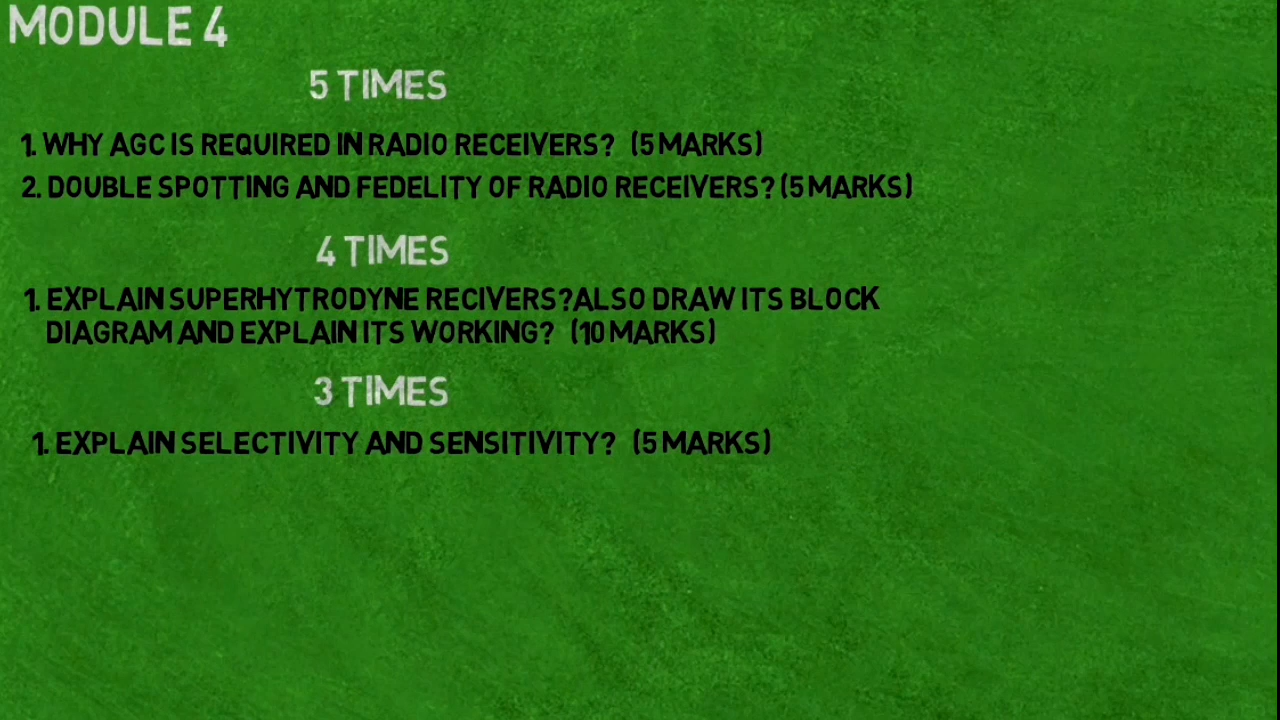 MODULE 4
5 TIMES
1. WHY AGC IS REQUIRED IN RADIO RECEIVERS? (5 MARKS)
2. DOUBLE SPOTTING AND FEDELITY OF RADIO RECEIVERS? (5 MARKS)
4 TIMES
1. EXPLAIN SUPERHYTRODYNE RECIVERS?ALSO DRAW ITS BLOCK
DIAGRAM AND EXPLAIN ITS WORKING? (10 MARKS)
3 TIMES
1. EXPLAIN SELECTIVITY AND SENSITIVITY? (5 MARKS)